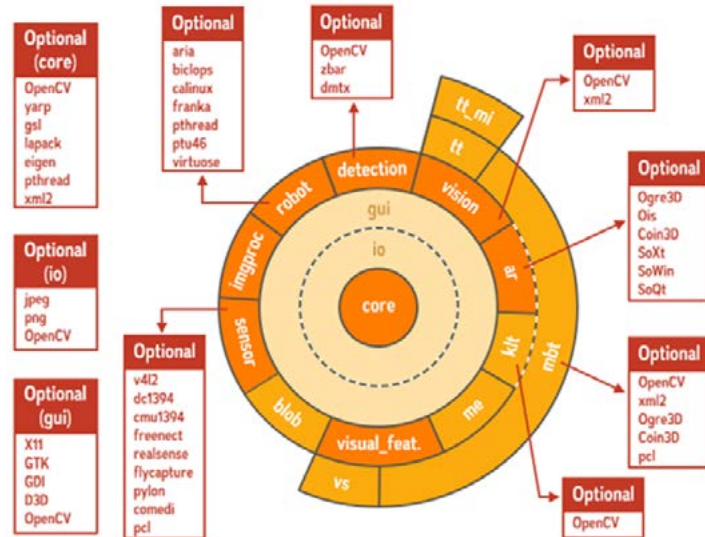 Optional
(core)
OpenCV
yarp
gsl
lapack
eigen
pthread
xml2
Optional
(io)
jpeg
png
OpenCV
Optional
(gui)
X11
GTK
GDI
D3D
OpenCV
Optional
aria
biclops
calinux
franka
pthread
ptu46
virtuose
Optional
v4l2
dc1394
cmu1394
freenect
realsense
flycapture
pylon
comedi
pcl
Optional
OpenCV
zbar
dmtx
tt_mi
tt
detection
vision
robot
gui
imgproc
io
ar
core
sensor
klt
mbt
blob
me
visual_feat.
vs
Optional
OpenCV
xml2
Optional
Ogre3D
Ois
Coin3D
SoXt
SoWin
SoQt
Optional
OpenCV
xml2
Ogre3D
Coin3D
pcl
Optional
OpenCV